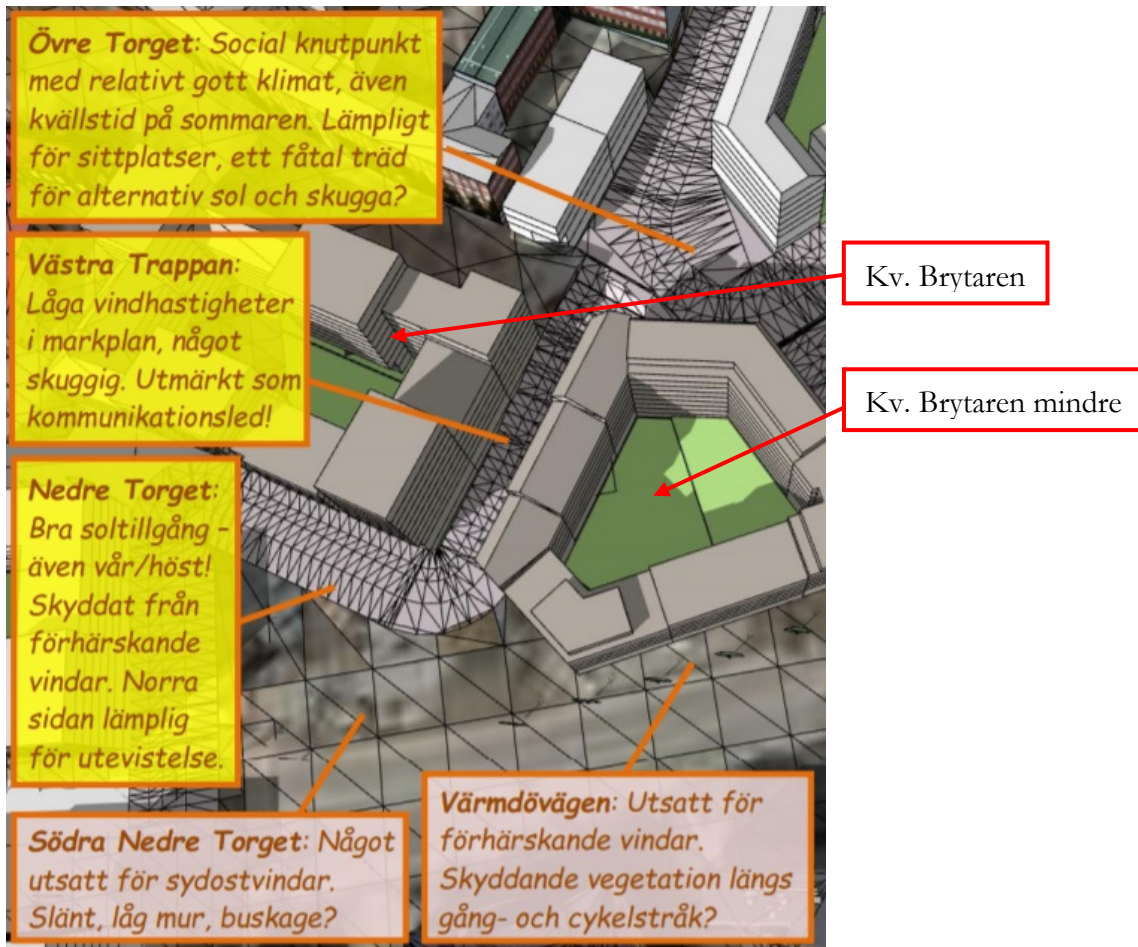 Övre Torget: Social knutpunkt
med relativt gott klimat, även
kvällstid på sommaren. Lämpligt
för sittplatser, ett fåtal träd
för alternativ sol och skugga?
Västra Trappan:
Låga vindhastigheter
i markplan, något
skuggig. Utmärkt som
kommunikationsled!
Kv. Brytaren
Kv. Brytaren mindre
Nedre Torget:
Bra soltillgång –
även vår/höst!
Skyddat från
förhärskande
vindar. Norra
sidan lämplig
för utevistelse.
Södra Nedre Torget: Något
utsatt för sydostvindar.
Slänt, låg mur, buskage?
Värmdövägen: Utsatt för
förhärskande vindar.
Skyddande vegetation längs
gång- och cykelstråk?